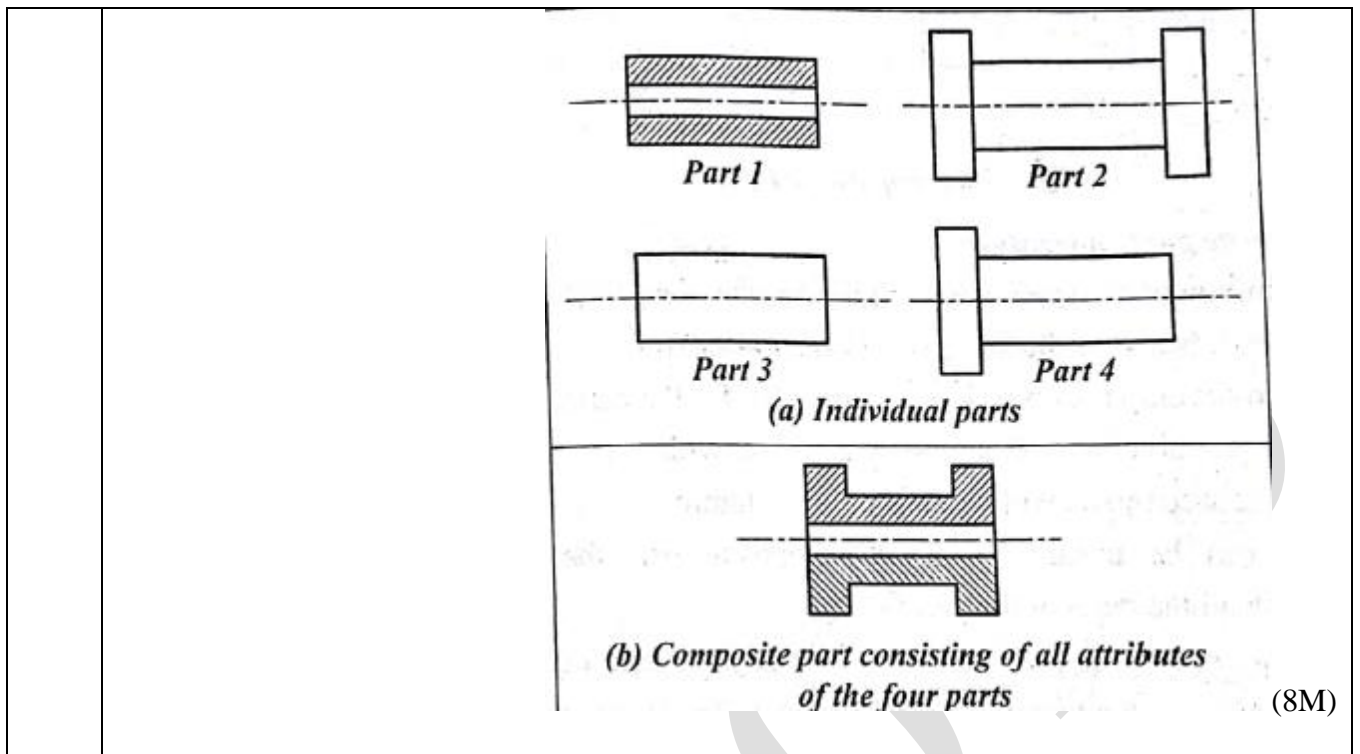 Part 1
Part 2
Part 3
Part 4
(a) Individual parts
(b) Composite part consisting of all attributes
of the four parts
(8M)